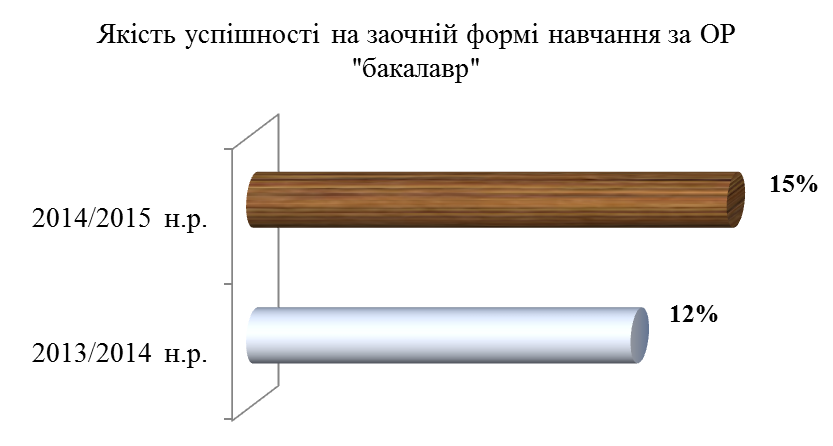 Якість успішності на заочній формі навчання за ОР
"бакалавр"
15%
2014/2015 н.р.
12%
2013/2014 н.р.